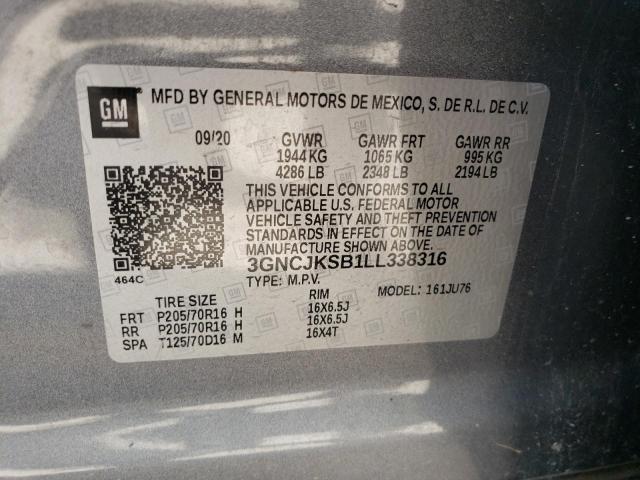 GM
MFD BY GENERAL MOTORS DE MEXICO, S. DE R.L. DE C.V.
09/20 GVWR GAWR FRT GAWR RR
1944 KG 1065 KG 995 KG
4286 LB 2348 LB 2194 LB
THIS VEHICLE CONFORMS TO ALL
APPLICABLE U.S. FEDERAL MOTOR
VEHICLE SAFETY AND THEFT PREVENTION
STANDARDS IN EFFECT ON THE DATE OF
MANUFACTURE SHOWN ABOVE.
464C 3GNCJKSB1LL338316
TYPE: M.P.V. MODEL: 161JU76
TIRE SIZE RIM
FRT P205/70R16 H 16X6.5J
RR P205/70R16 H 16X6.5J
SPA T125/70D16 M 16X4T